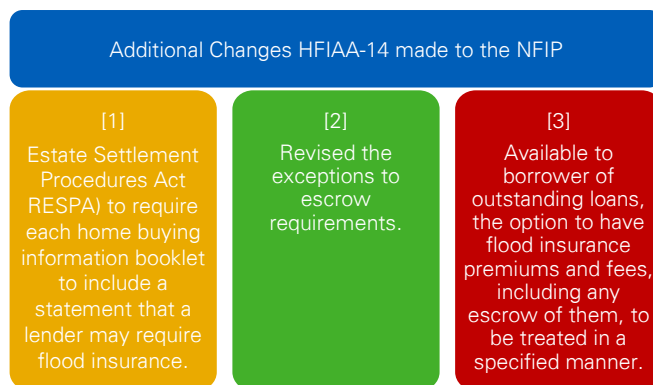 Additional Changes HFIAA-14 made to the NFIP
[1]
Estate Settlement
Procedures Act
RESPA) to require
each home buying
information booklet
to include a
statement that a
lender may require
flood insurance.
[2]
Revised the
exceptions to
escrow
requirements.
[3]
Available to
borrower of
outstanding loans,
the option to have
flood insurance
premiums and fees,
including any
escrow of them, to
be treated in a
specified manner.